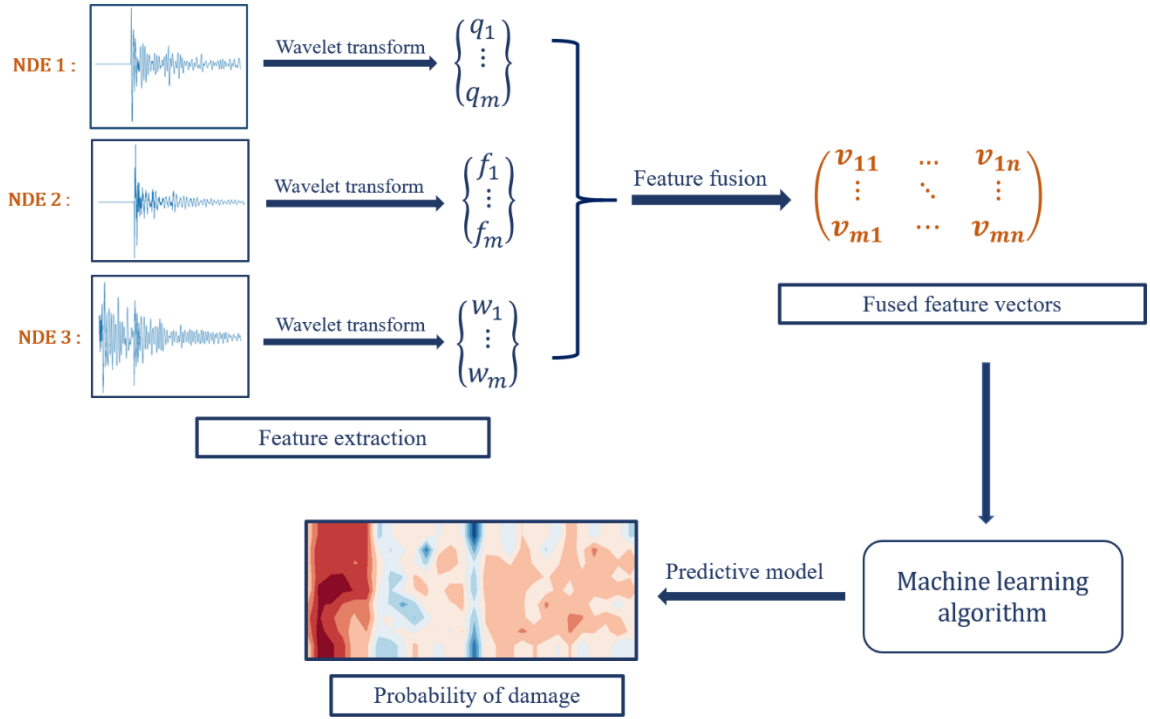 NDE 1 :
Wavelet transform
q1
⋮
qm
NDE 2 :
Wavelet transform
f1
⋮
fm
NDE 3 :
Wavelet transform
w1
⋮
wm
Feature extraction
Feature fusion
v11 … v1n
⋮ ⋱ ⋮
vm1 … vmn
Fused feature vectors
Machine learning
algorithm
Predictive model
Probability of damage